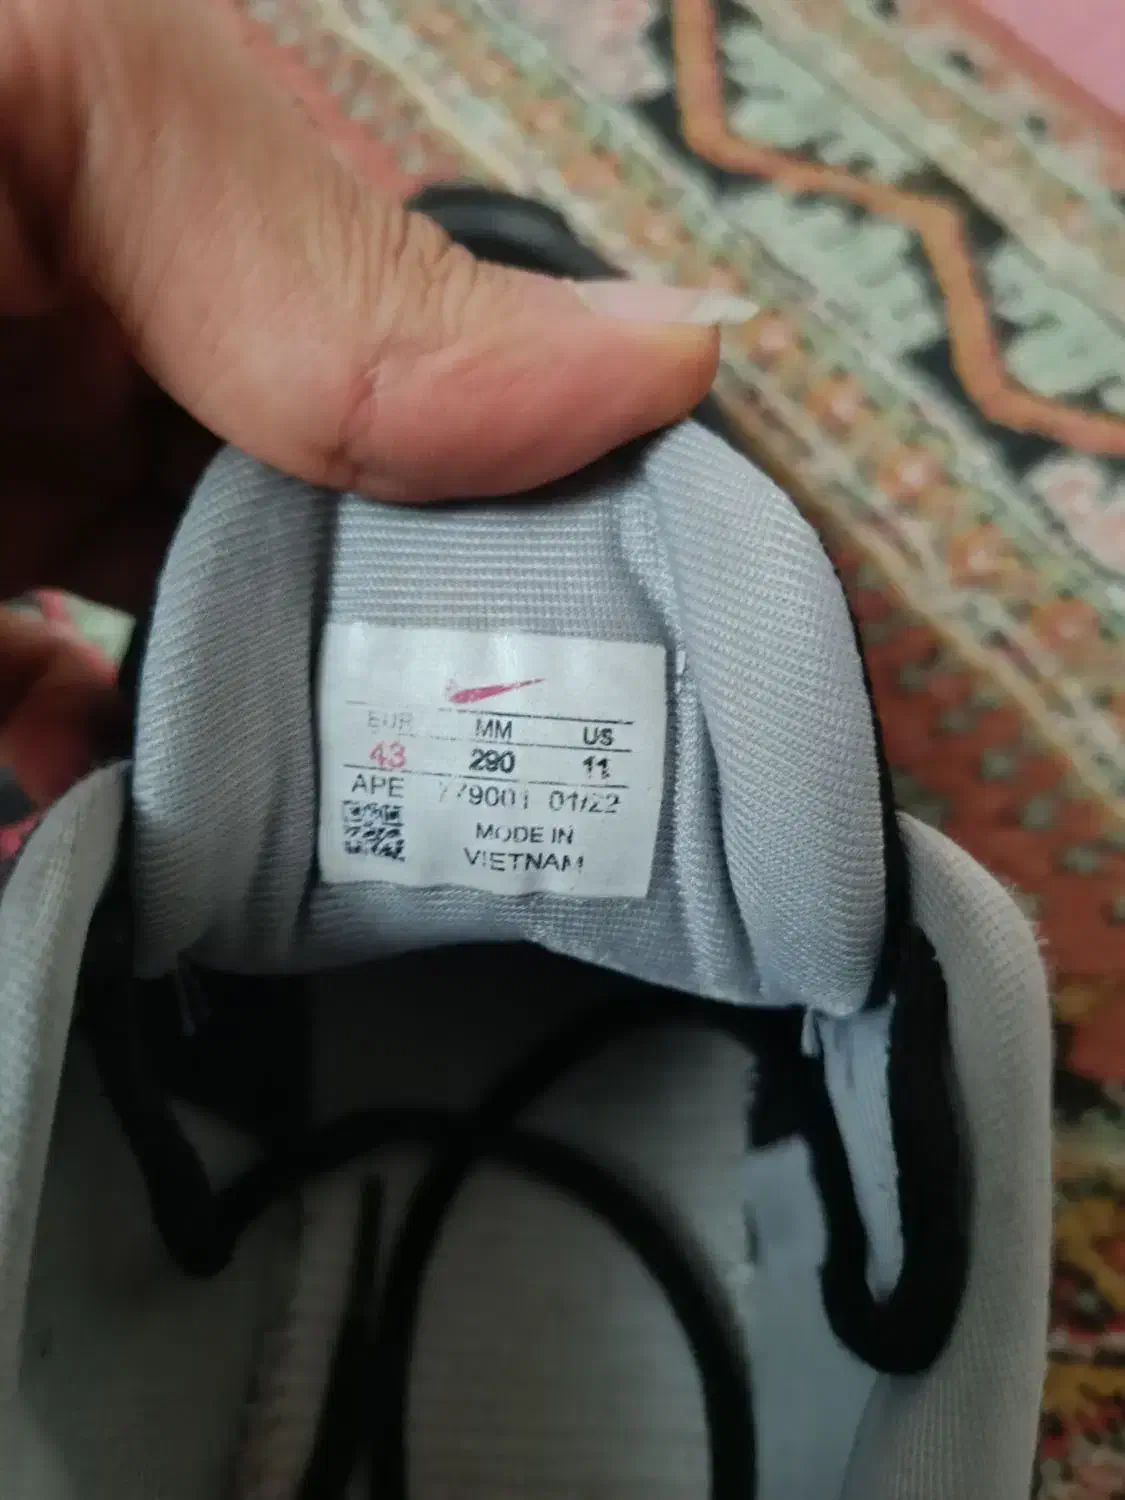 EUR MM US
43 290 11
APE 779001 01/22
MODE IN
VIETNAM